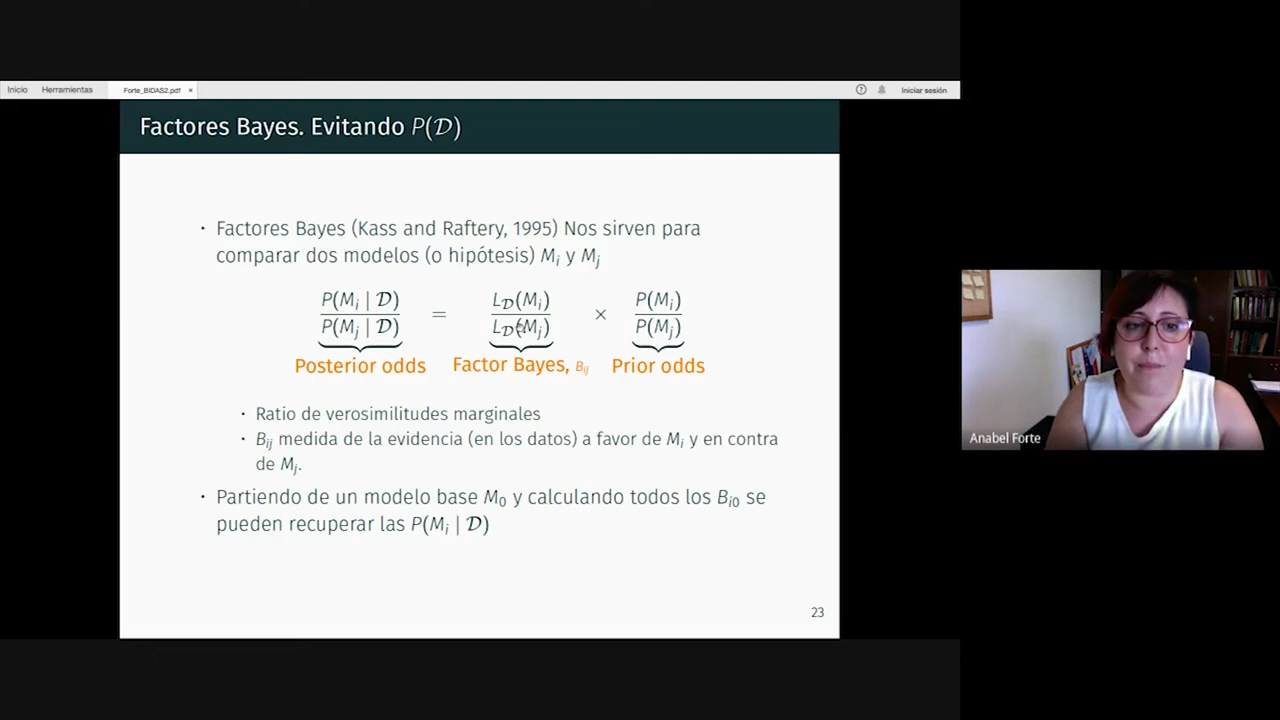 Inicio Herramientas Forte_BIDAS2.pdf × Iniciar sesión
Factores Bayes. Evitando P(𝒟)
· Factores Bayes (Kass and Raftery, 1995) Nos sirven para
comparar dos modelos (o hipótesis) Mᵢ y Mⱼ
P(Mᵢ | 𝒟) / P(Mⱼ | 𝒟) = L𝒟(Mᵢ) / L𝒟(Mⱼ) × P(Mᵢ) / P(Mⱼ)
Posterior odds Factor Bayes, Bᵢⱼ Prior odds
· Ratio de verosimilitudes marginales
· Bᵢⱼ medida de la evidencia (en los datos) a favor de Mᵢ y en contra
de Mⱼ.
· Partiendo de un modelo base M₀ y calculando todos los Bᵢ₀ se
pueden recuperar las P(Mᵢ | 𝒟)
23
Anabel Forte